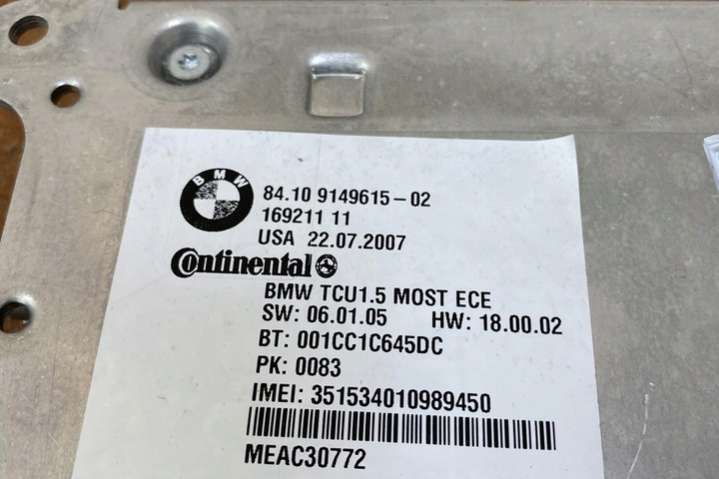 BMW
84.10 9149615-02
169211 11
USA 22.07.2007
Continental
BMW TCU1.5 MOST ECE
SW: 06.01.05 HW: 18.00.02
BT: 001CC1C645DC
PK: 0083
IMEI: 351534010989450
MEAC30772